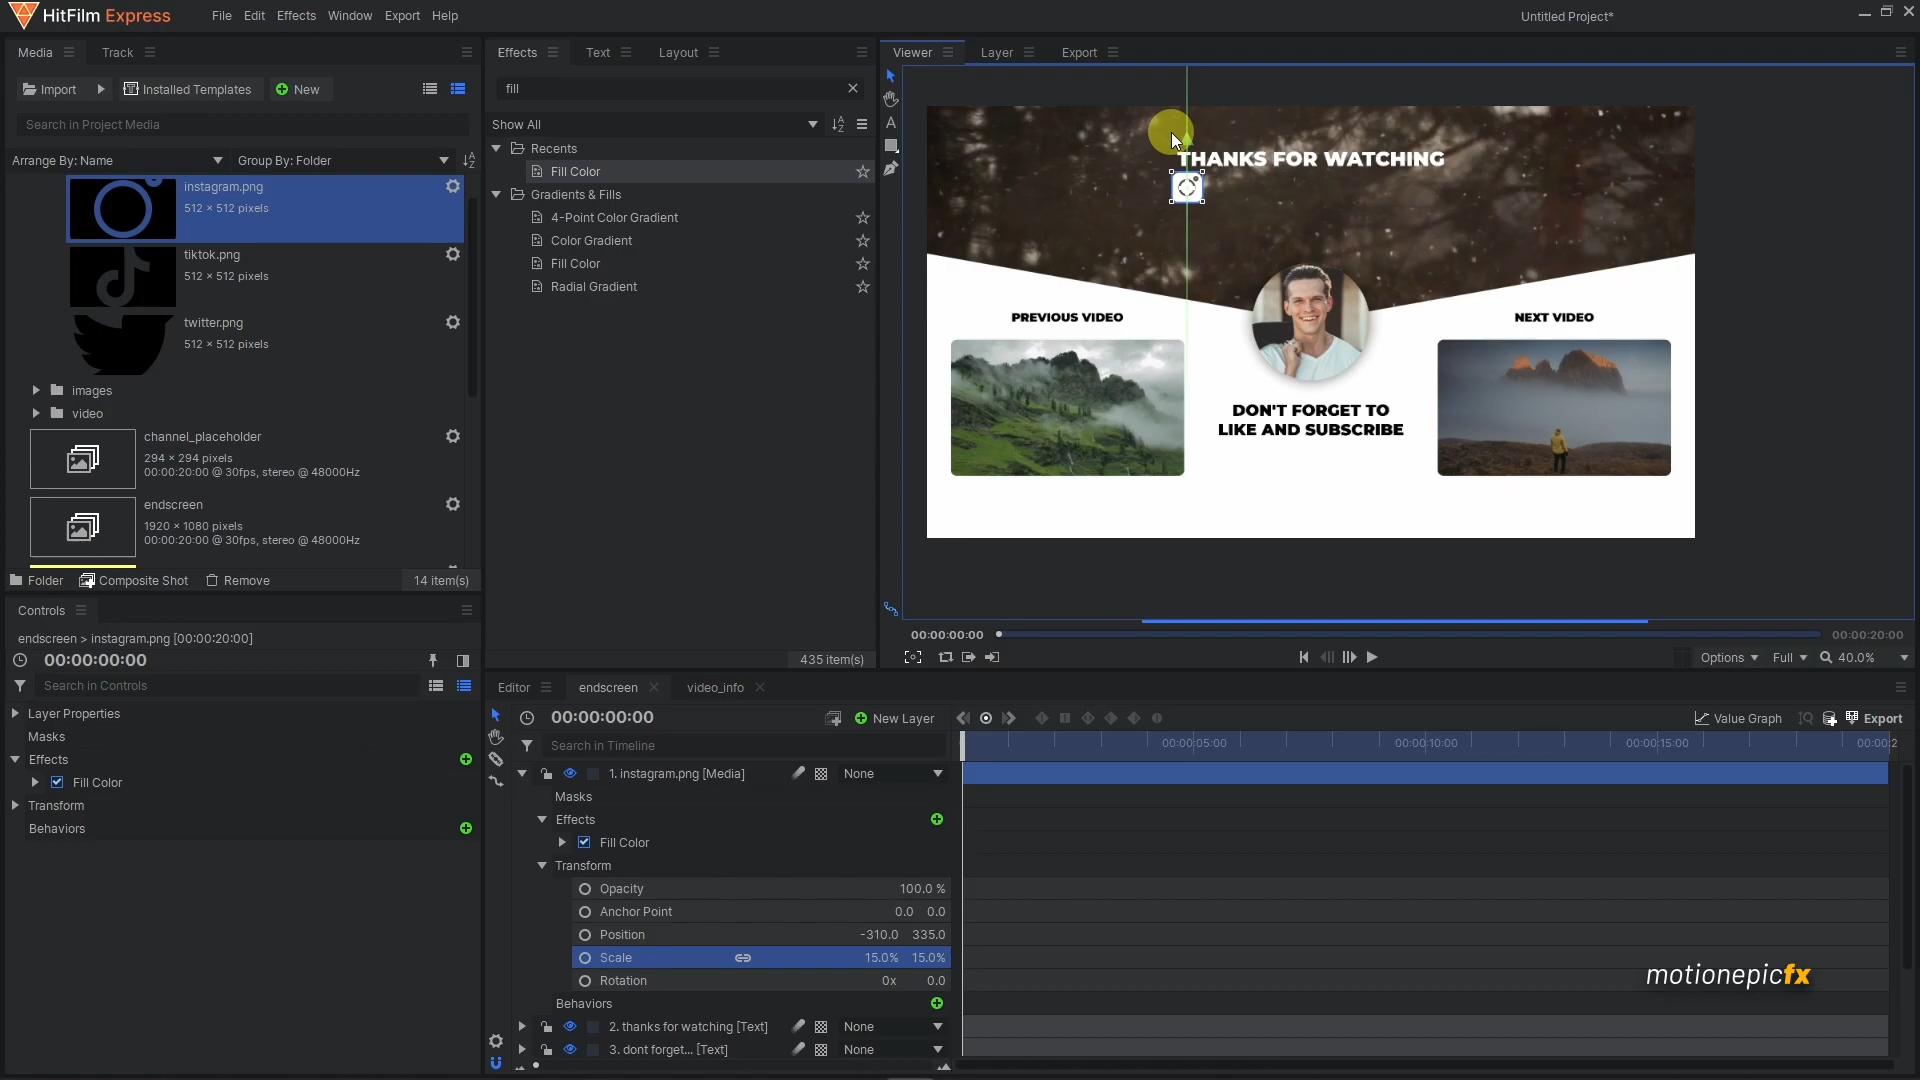 HitFilm Express
File Edit Effects Window Export Help
Untitled Project*
Media Track
Import Installed Templates New
Search in Project Media
Arrange By: Name Group By: Folder
instagram.png
512 × 512 pixels
tiktok.png
512 × 512 pixels
twitter.png
512 × 512 pixels
images
video
channel_placeholder
294 × 294 pixels
00:00:20:00 @ 30fps, stereo @ 48000Hz
endscreen
1920 × 1080 pixels
00:00:20:00 @ 30fps, stereo @ 48000Hz
Folder Composite Shot Remove 14 item(s)
Effects Text Layout
fill
Show All
Recents
Fill Color
Gradients & Fills
4-Point Color Gradient
Color Gradient
Fill Color
Radial Gradient
435 item(s)
Viewer Layer Export
A
THANKS FOR WATCHING
PREVIOUS VIDEO
NEXT VIDEO
DON'T FORGET TO
LIKE AND SUBSCRIBE
00:00:00:00
00:00:20:00
Options Full 40.0%
Controls
endscreen > instagram.png [00:00:20:00]
00:00:00:00
Search in Controls
Layer Properties
Masks
Effects
Fill Color
Transform
Behaviors
Editor endscreen video_info
00:00:00:00 New Layer Value Graph Export
Search in Timeline
00:00:05:00 00:00:10:00 00:00:15:00 00:00:2
1. instagram.png [Media] None
Masks
Effects
Fill Color
Transform
Opacity 100.0 %
Anchor Point 0.0 0.0
Position -310.0 335.0
Scale 15.0% 15.0%
Rotation 0x 0.0
Behaviors
2. thanks for watching [Text] None
3. dont forget... [Text] None
motionepicfx